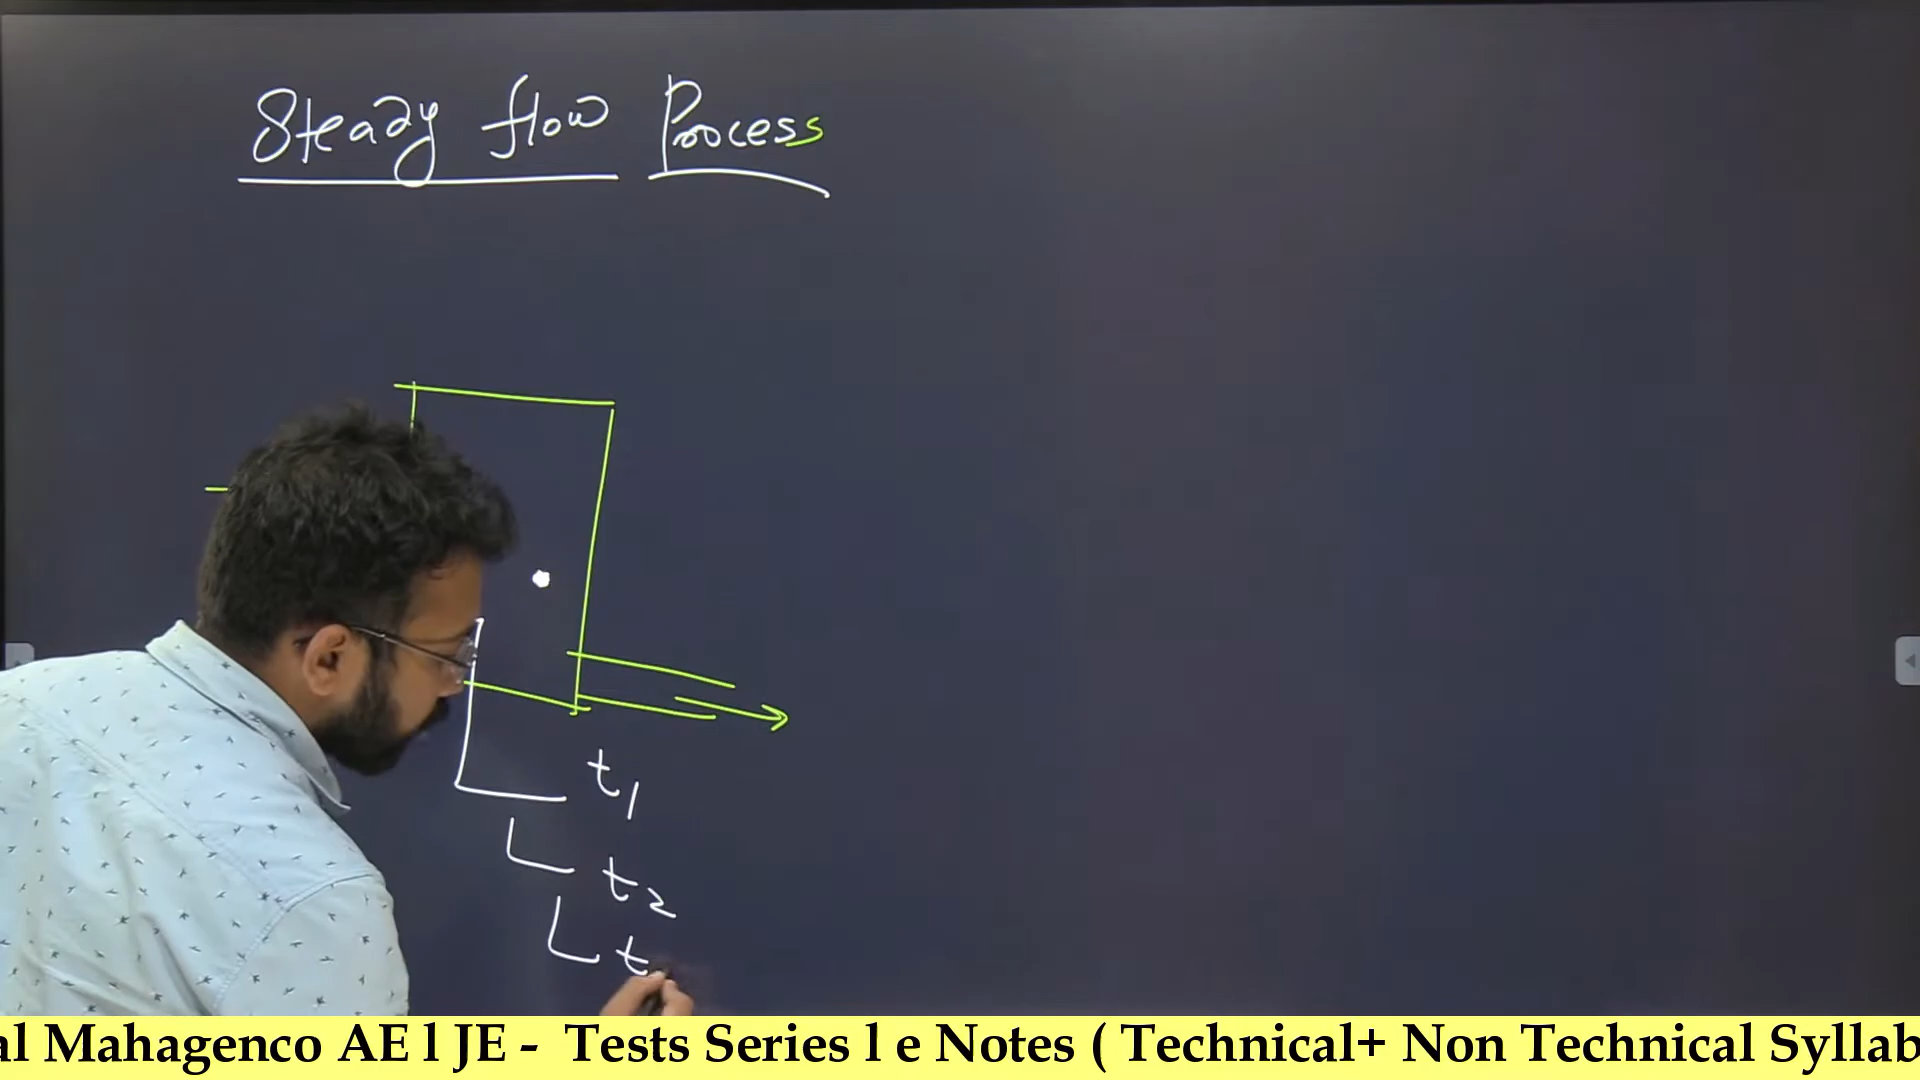 Steady flow Process
t1
t2
t
al Mahagenco AE l JE - Tests Series l e Notes ( Technical+ Non Technical Syllab